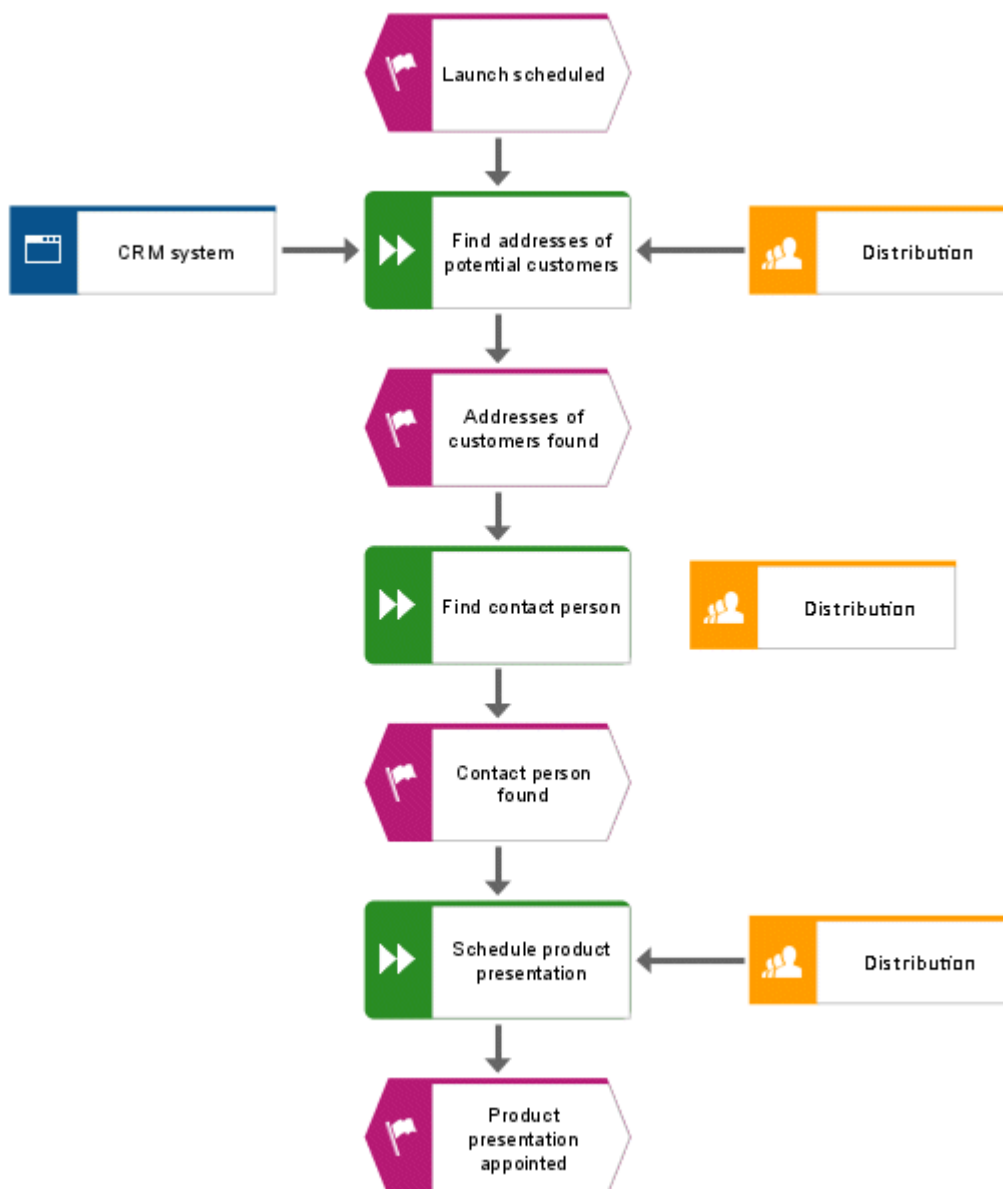 Launch scheduled
CRM system
Find addresses of
potential customers
Distribution
Addresses of
customers found
Find contact person
Distribution
Contact person
found
Schedule product
presentation
Distribution
Product
presentation
appointed